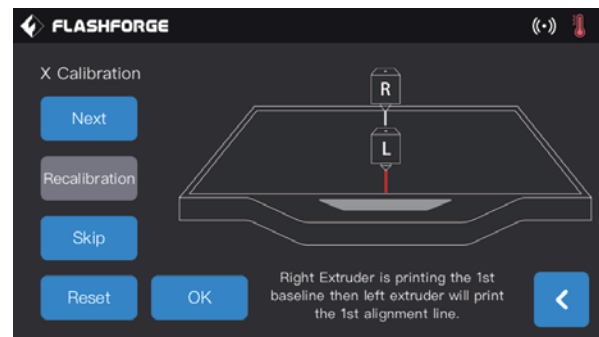 FLASHFORGE
X Calibration
Next
Recalibration
Skip
Reset
OK
R
L
Right Extruder is printing the 1st
baseline then left extruder will print
the 1st alignment line.